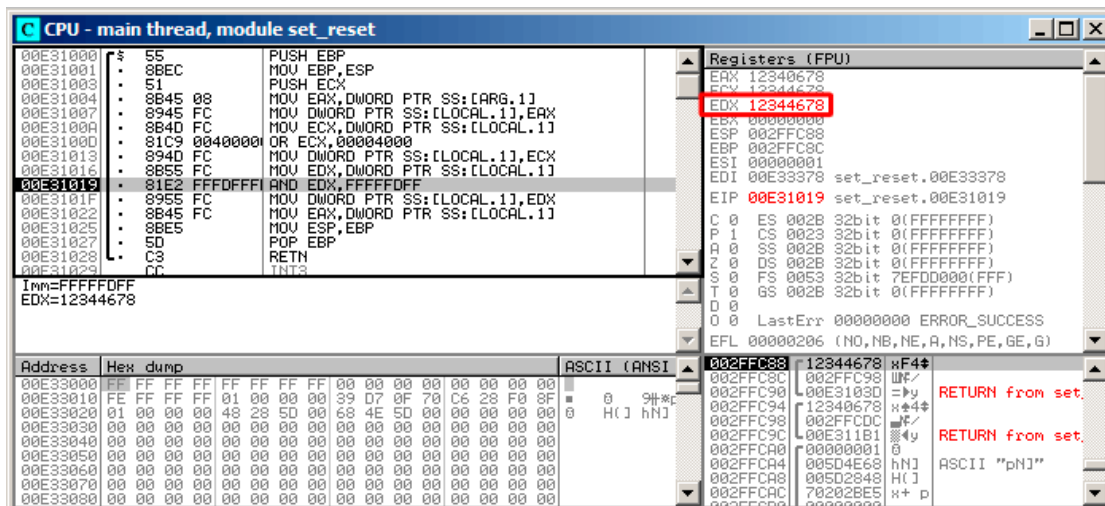 C CPU - main thread, module set_reset
00E31000 $ 55 PUSH EBP
00E31001 . 8BEC MOV EBP,ESP
00E31003 . 51 PUSH ECX
00E31004 . 8B45 08 MOV EAX,DWORD PTR SS:[ARG.1]
00E31007 . 8945 FC MOV DWORD PTR SS:[LOCAL.1],EAX
00E3100A . 8B4D FC MOV ECX,DWORD PTR SS:[LOCAL.1]
00E3100D . 81C9 0040000 OR ECX,00004000
00E31013 . 894D FC MOV DWORD PTR SS:[LOCAL.1],ECX
00E31016 . 8B55 FC MOV EDX,DWORD PTR SS:[LOCAL.1]
00E31019 . 81E2 FFFDFFF AND EDX,FFFFFDFF
00E3101F . 8955 FC MOV DWORD PTR SS:[LOCAL.1],EDX
00E31022 . 8B45 FC MOV EAX,DWORD PTR SS:[LOCAL.1]
00E31025 . 8BE5 MOV ESP,EBP
00E31027 . 5D POP EBP
00E31028 . C3 RETN
00E31029 CC INT3
Imm=FFFFFDFF
EDX=12344678
Registers (FPU)
EAX 12340678
ECX 12344678
EDX 12344678
EBX 00000000
ESP 002FFC88
EBP 002FFC8C
ESI 00000001
EDI 00E33378 set_reset.00E33378
EIP 00E31019 set_reset.00E31019
C 0 ES 002B 32bit 0(FFFFFFFF)
P 1 CS 0023 32bit 0(FFFFFFFF)
A 0 SS 002B 32bit 0(FFFFFFFF)
Z 0 DS 002B 32bit 0(FFFFFFFF)
S 0 FS 0053 32bit 7EFDD000(FFF)
T 0 GS 002B 32bit 0(FFFFFFFF)
D 0
O 0 LastErr 00000000 ERROR_SUCCESS
EFL 00000206 (NO,NB,NE,A,NS,PE,GE,G)
Address Hex dump ASCII (ANSI
00E33000 FF FF FF FF FF FF FF FF 00 00 00 00 00 00 00 00
00E33010 FE FF FF FF 01 00 00 00 39 D7 0F 70 C6 28 F0 8F
00E33020 01 00 00 00 48 28 5D 00 68 4E 5D 00 00 00 00 00 H(] hN]
00E33030 00 00 00 00 00 00 00 00 00 00 00 00 00 00 00 00
00E33040 00 00 00 00 00 00 00 00 00 00 00 00 00 00 00 00
00E33050 00 00 00 00 00 00 00 00 00 00 00 00 00 00 00 00
00E33060 00 00 00 00 00 00 00 00 00 00 00 00 00 00 00 00
00E33070 00 00 00 00 00 00 00 00 00 00 00 00 00 00 00 00
00E33080 00 00 00 00 00 00 00 00 00 00 00 00 00 00 00 00
002FFC88 12344678 xF4↕
002FFC8C 002FFC98
002FFC90 00E3103D =►y RETURN from set_
002FFC94 12340678 x♠4↕
002FFC98 002FFCDC
002FFC9C 00E311B1 RETURN from set_
002FFCA0 00000001
002FFCA4 005D4E68 hN] ASCII "pN]"
002FFCA8 005D2848 H(]
002FFCAC 70202BE5 x+ p